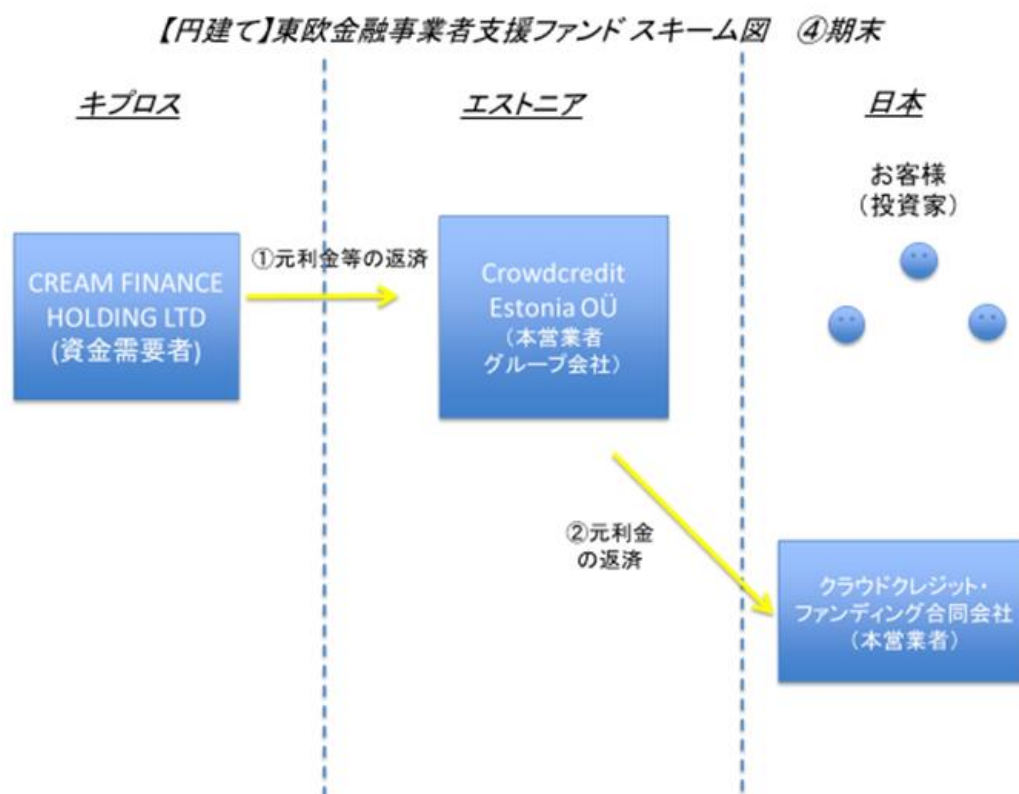 【円建て】東欧金融事業者支援ファンド スキーム図　④期末
キプロス
エストニア
日本
お客様
（投資家）
CREAM FINANCE
HOLDING LTD
(資金需要者)
①元利金等の返済
Crowdcredit
Estonia OÜ
（本営業者
グループ会社）
②元利金
の返済
クラウドクレジット・
ファンディング合同会社
（本営業者）